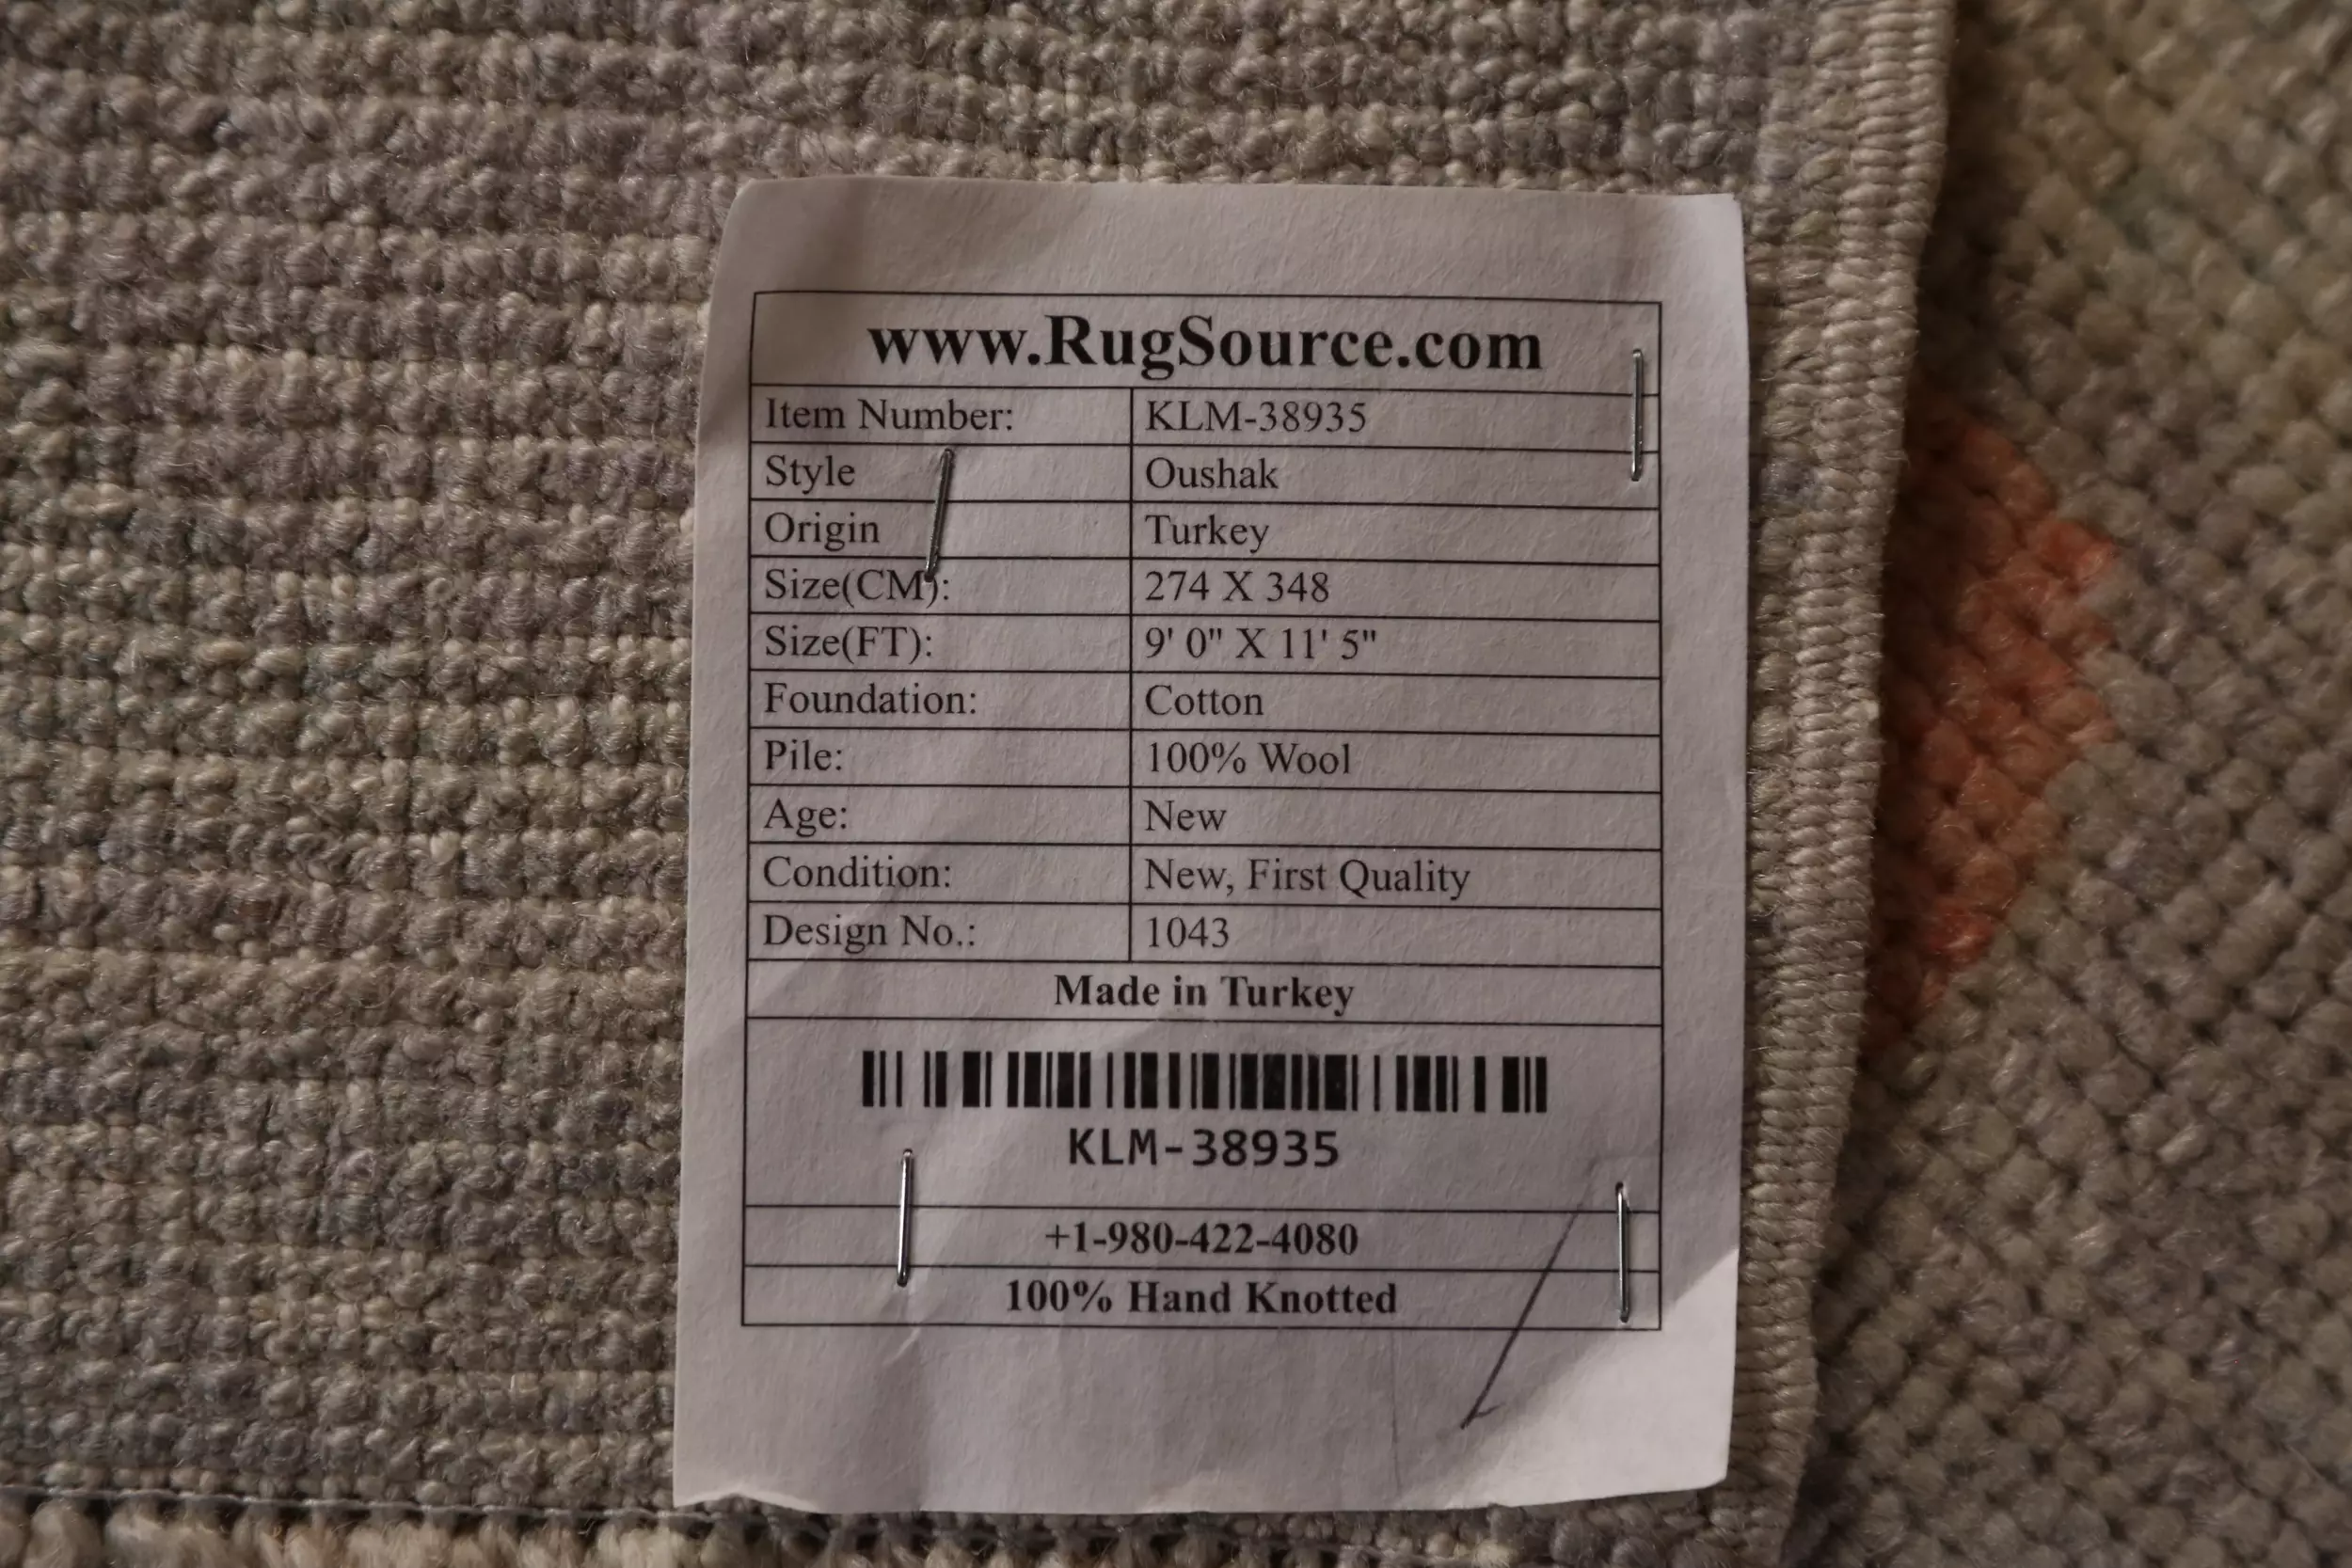 www.RugSource.com
Item Number: KLM-38935
Style Oushak
Origin Turkey
Size(CM): 274 X 348
Size(FT): 9' 0" X 11' 5"
Foundation: Cotton
Pile: 100% Wool
Age: New
Condition: New, First Quality
Design No.: 1043
Made in Turkey
KLM-38935
+1-980-422-4080
100% Hand Knotted